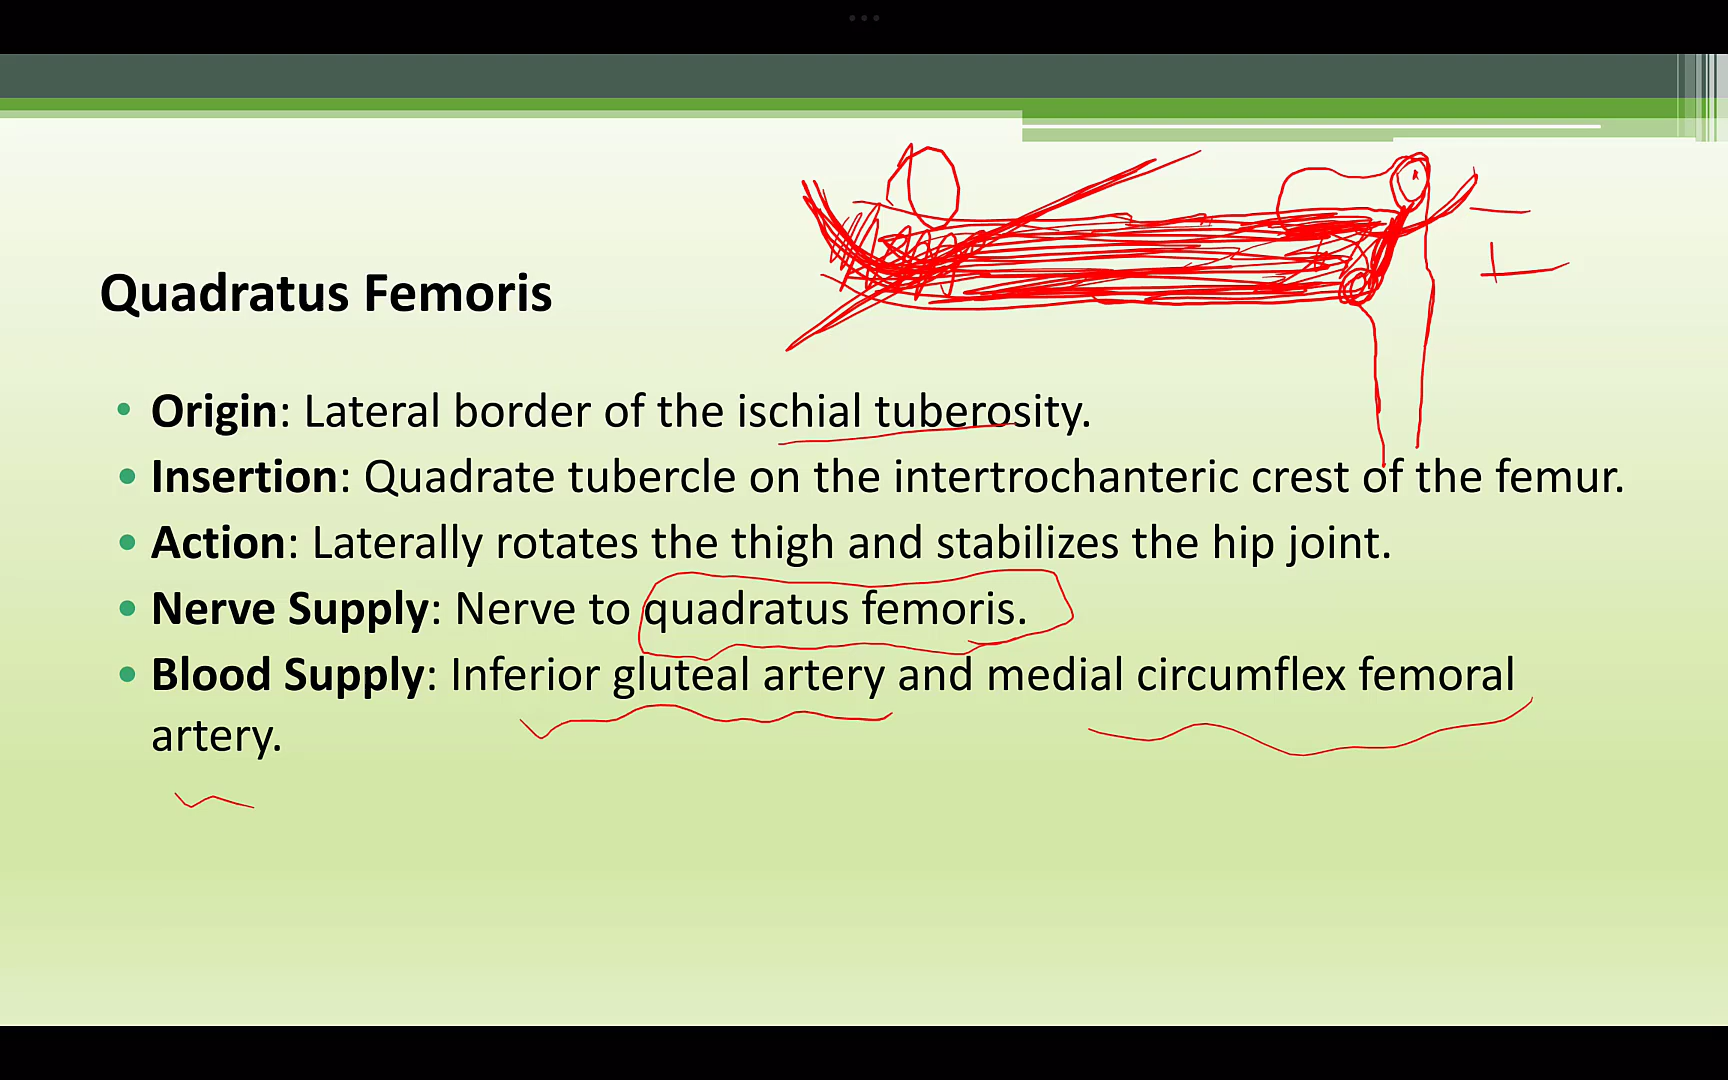 Quadratus Femoris
• Origin: Lateral border of the ischial tuberosity.
• Insertion: Quadrate tubercle on the intertrochanteric crest of the femur.
• Action: Laterally rotates the thigh and stabilizes the hip joint.
• Nerve Supply: Nerve to quadratus femoris.
• Blood Supply: Inferior gluteal artery and medial circumflex femoral
artery.